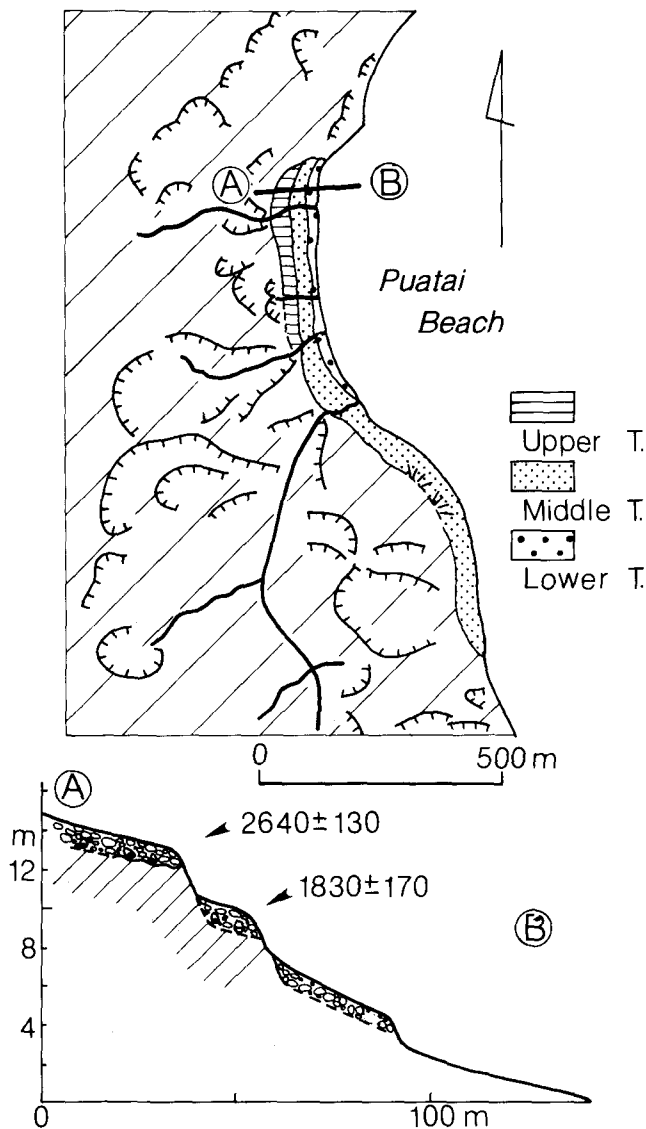 A B
Puatai
Beach
Upper T.
Middle T.
Lower T.
0 500 m
A
2640±130
m
12
1830±170
B
8
4
0 100 m